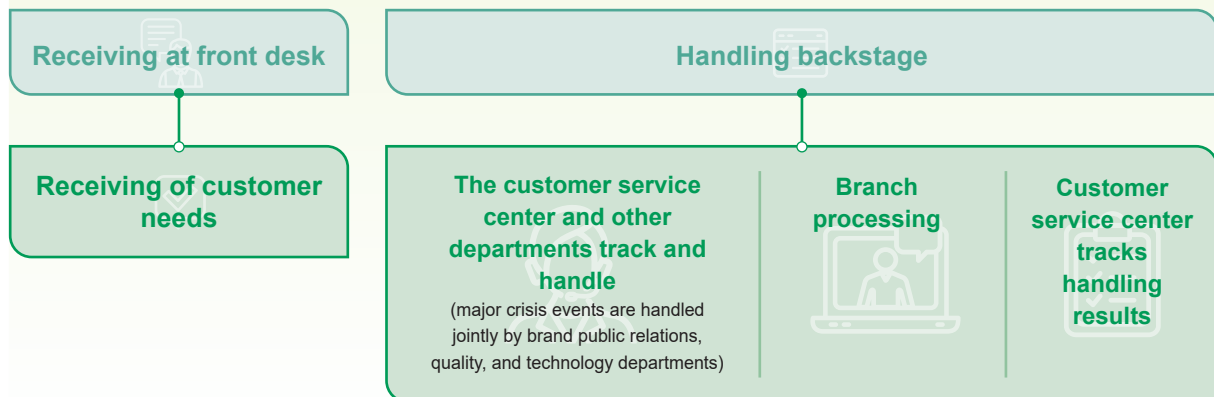 Receiving at front desk
Handling backstage
Receiving of customer
needs
The customer service
center and other
departments track and
handle
(major crisis events are handled
jointly by brand public relations,
quality, and technology departments)
Branch
processing
Customer
service center
tracks
handling
results